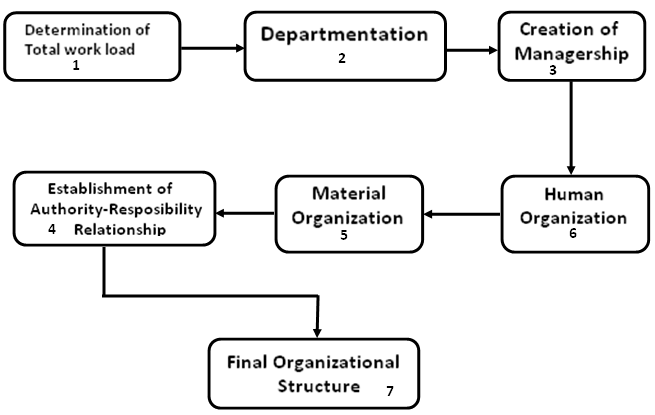 Determination of
Total work load
1
Departmentation
2
Creation of
Managership
3
Establishment of
Authority-Resposibility
4 Relationship
Material
Organization
5
Human
Organization
6
Final Organizational
Structure 7